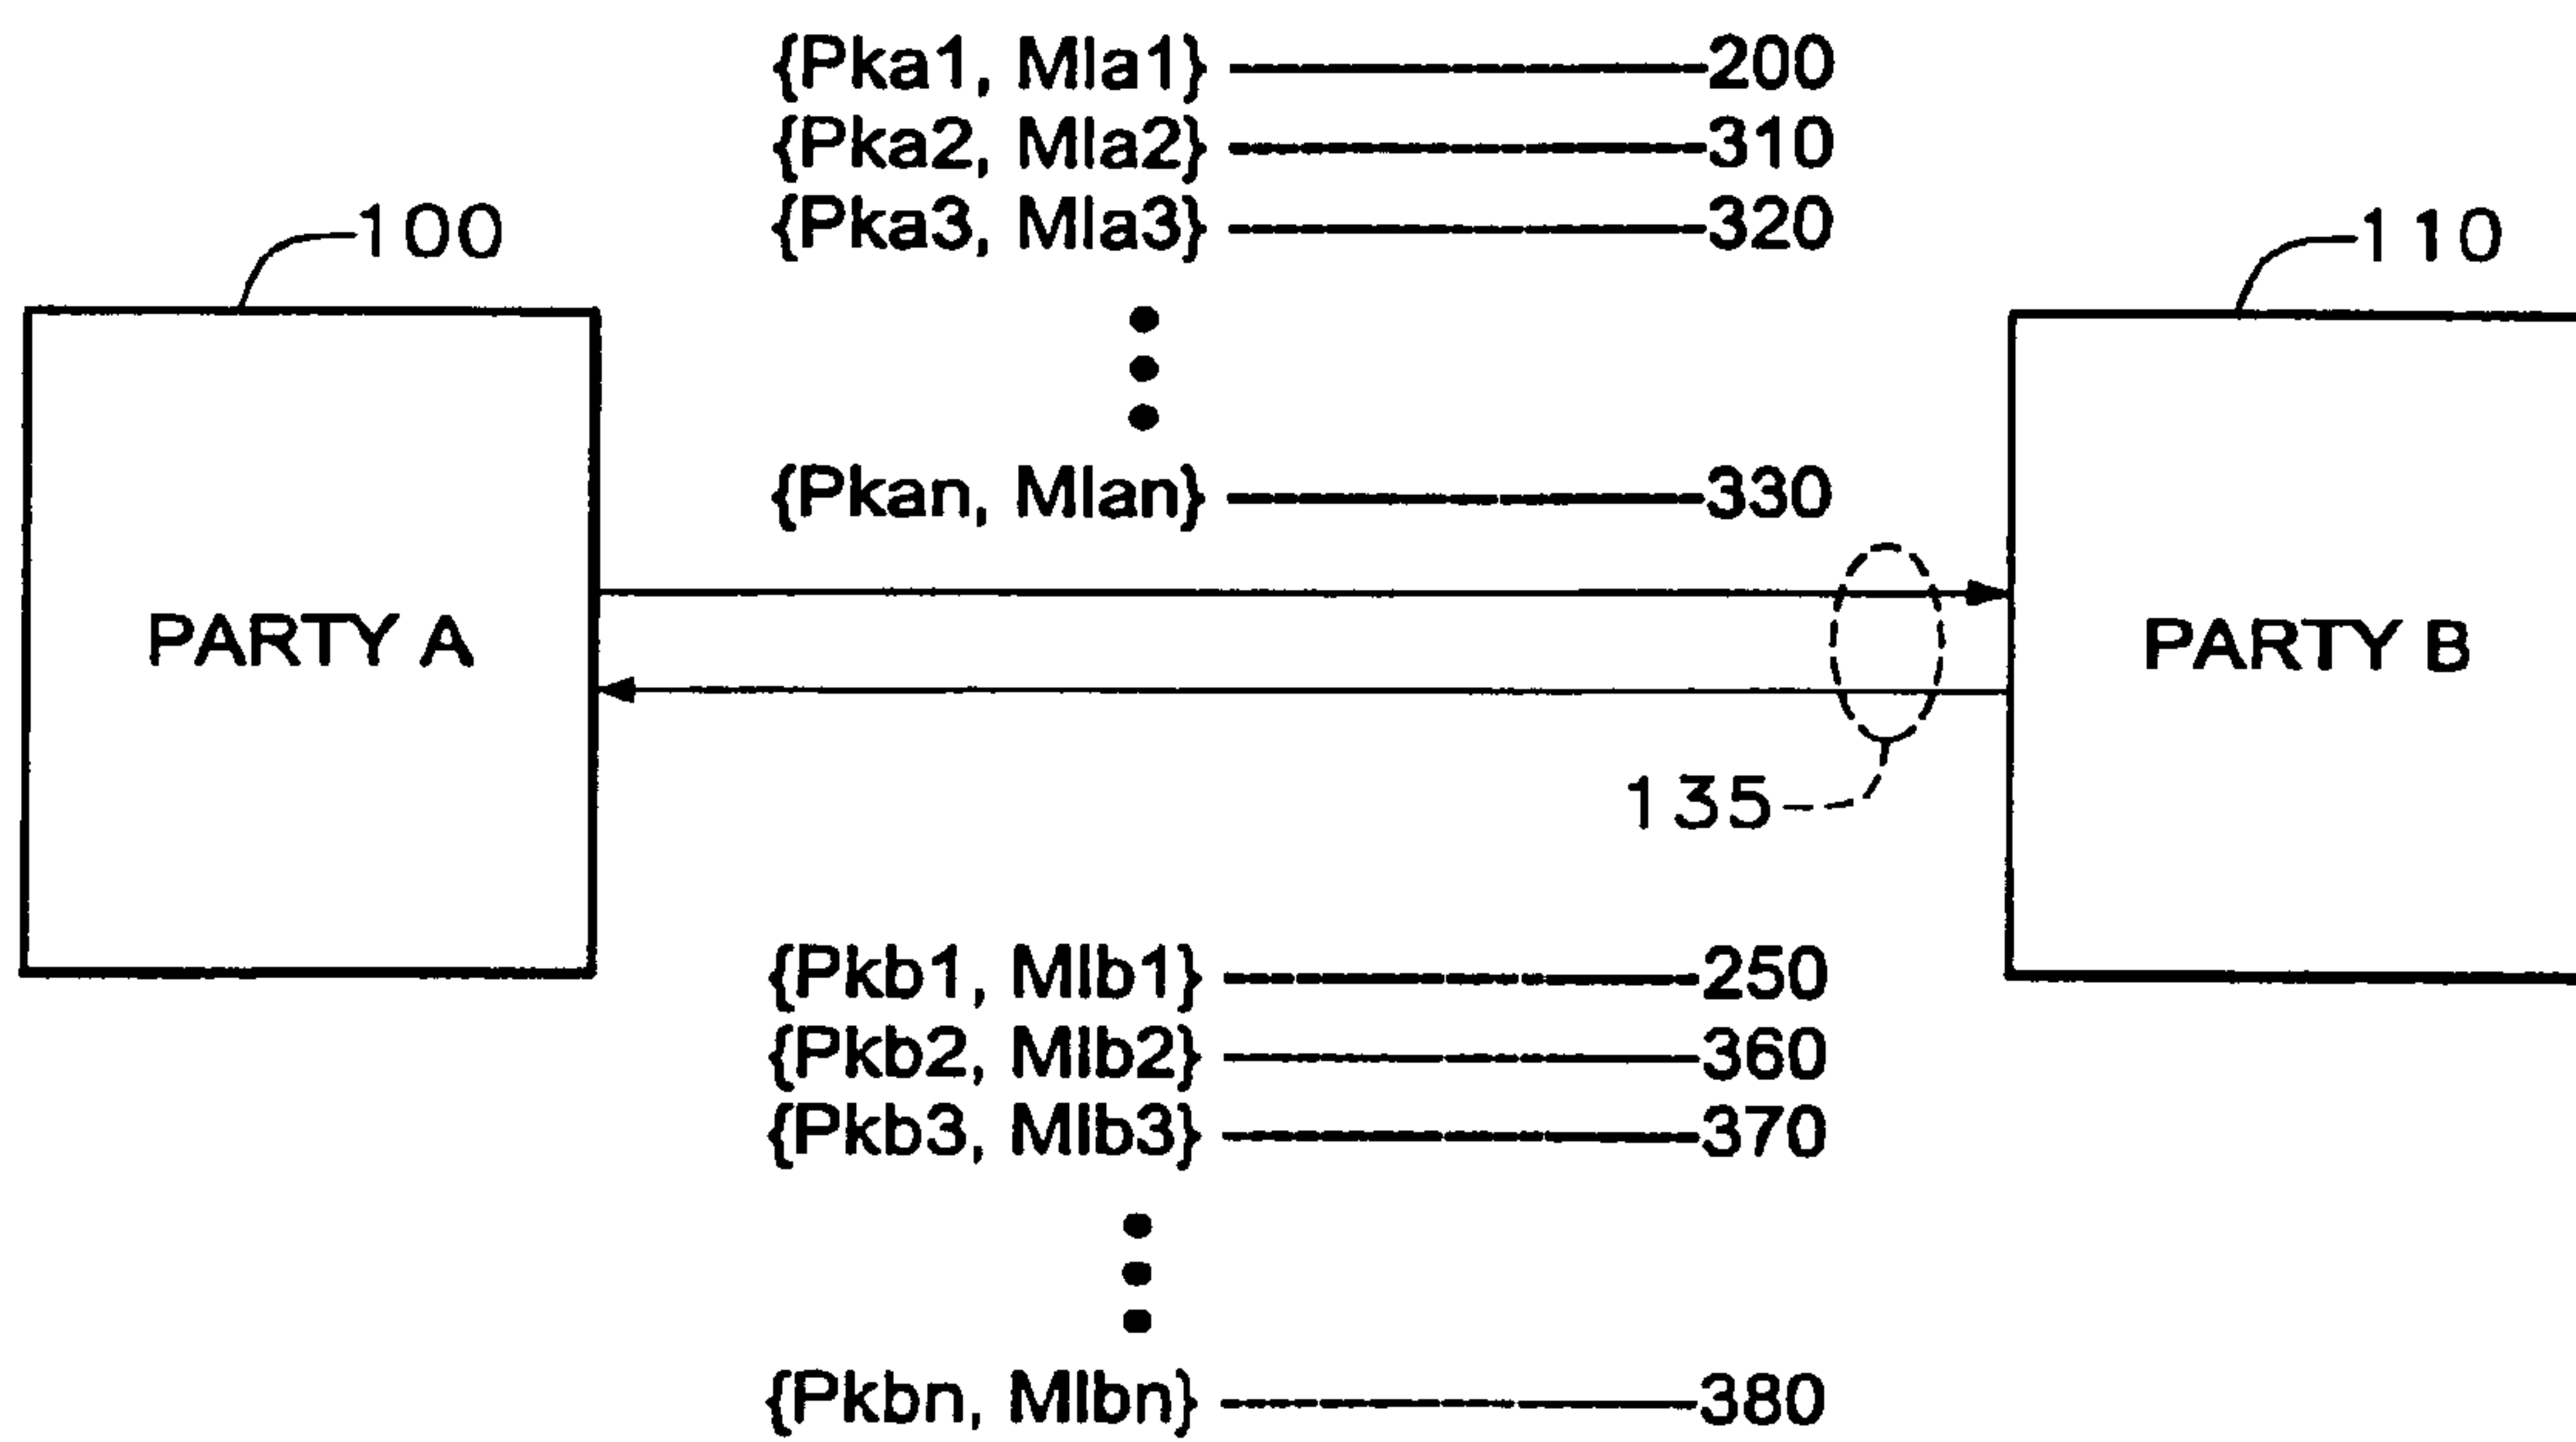 {Pka1, Mla1} 200
{Pka2, Mla2} 310
{Pka3, Mla3} 320
100
110
{Pkan, Mlan} 330
PARTY A
PARTY B
135
{Pkb1, Mlb1} 250
{Pkb2, Mlb2} 360
{Pkb3, Mlb3} 370
{Pkbn, Mlbn} 380